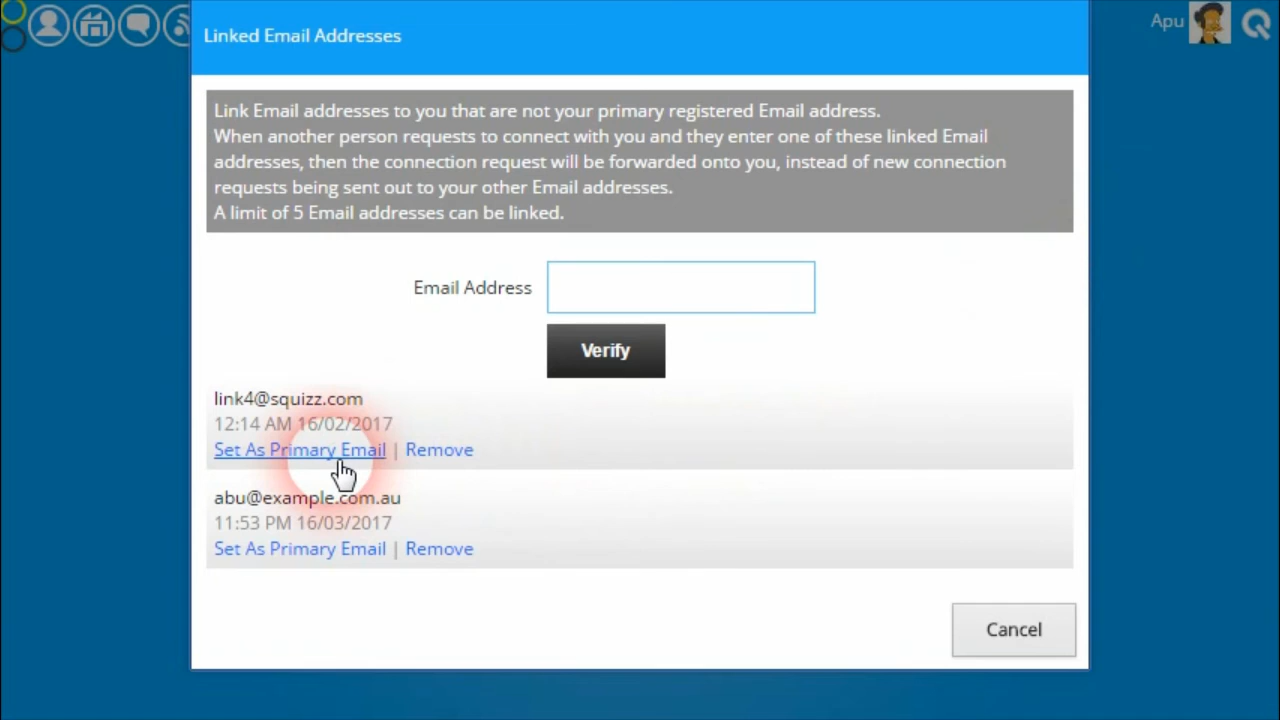 Apu
Linked Email Addresses
Link Email addresses to you that are not your primary registered Email address.
When another person requests to connect with you and they enter one of these linked Email
addresses, then the connection request will be forwarded onto you, instead of new connection
requests being sent out to your other Email addresses.
A limit of 5 Email addresses can be linked.
Email Address
Verify
link4@squizz.com
12:14 AM 16/02/2017
Set As Primary Email | Remove
abu@example.com.au
11:53 PM 16/03/2017
Set As Primary Email | Remove
Cancel